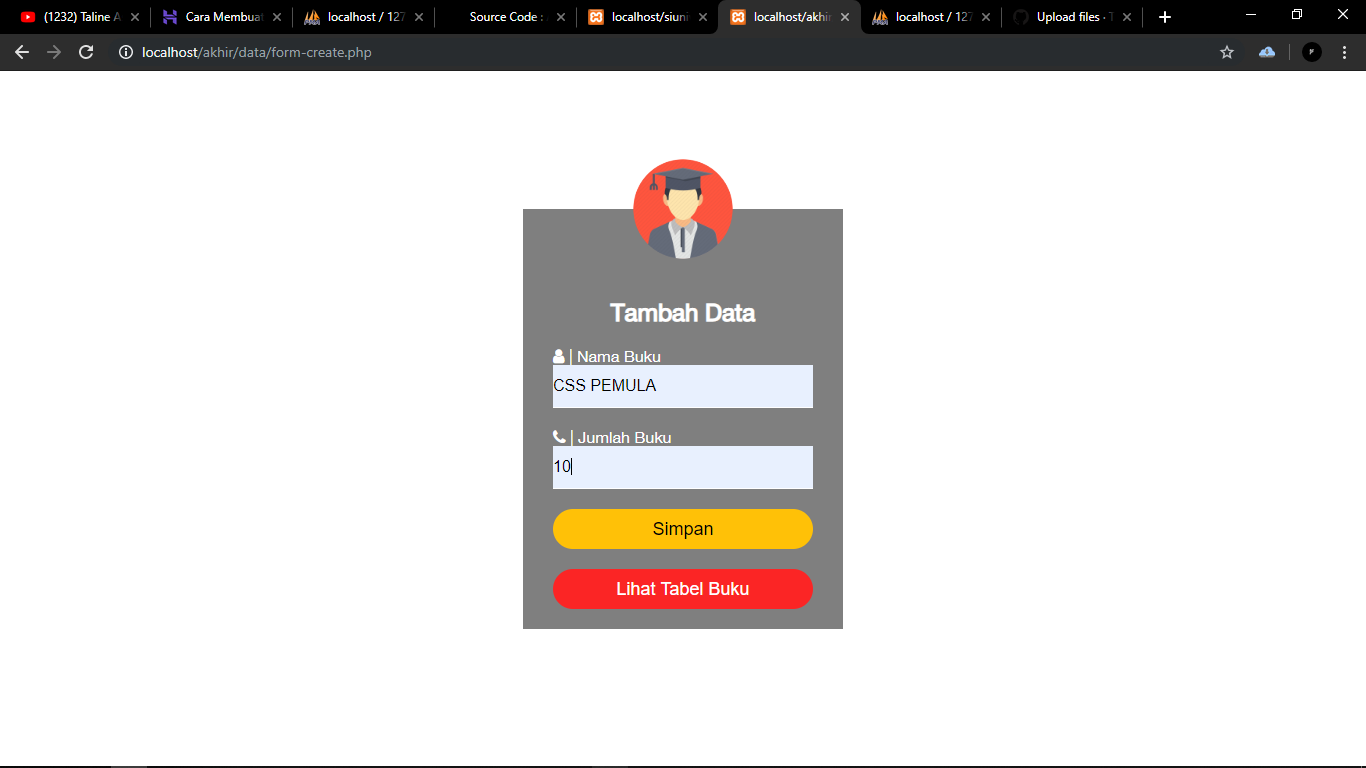 (1232) Taline A
Cara Membuat
localhost / 127
Source Code :
localhost/siuni
localhost/akhir
localhost / 127
Upload files · T
localhost/akhir/data/form-create.php
Tambah Data
| Nama Buku
CSS PEMULA
| Jumlah Buku
10
Simpan
Lihat Tabel Buku